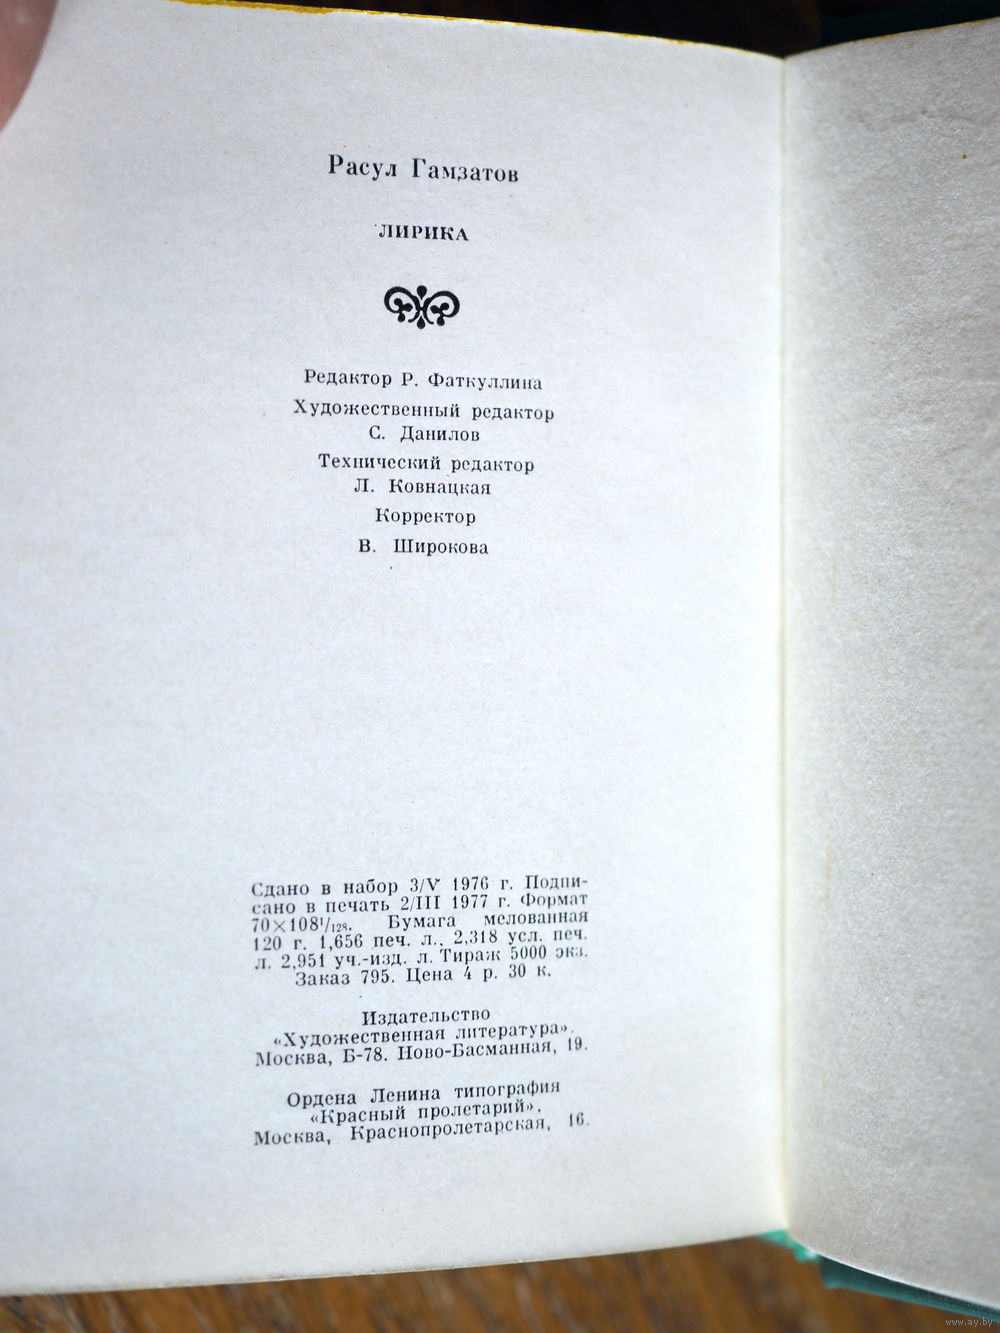 Расул Гамзатов
ЛИРИКА
Редактор Р. Фаткуллина
Художественный редактор
С. Данилов
Технический редактор
Л. Ковнацкая
Корректор
В. Широкова
Сдано в набор 3/V 1976 г. Подпи-
сано в печать 2/III 1977 г. Формат
70×108¹/₁₂₈. Бумага мелованная
120 г. 1,656 печ. л., 2,318 усл. печ.
л. 2,951 уч.-изд. л. Тираж 5000 экз.
Заказ 795. Цена 4 р. 30 к.
Издательство
«Художественная литература».
Москва, Б-78. Ново-Басманная, 19.
Ордена Ленина типография
«Красный пролетарий».
Москва, Краснопролетарская, 16.
www.ay.by